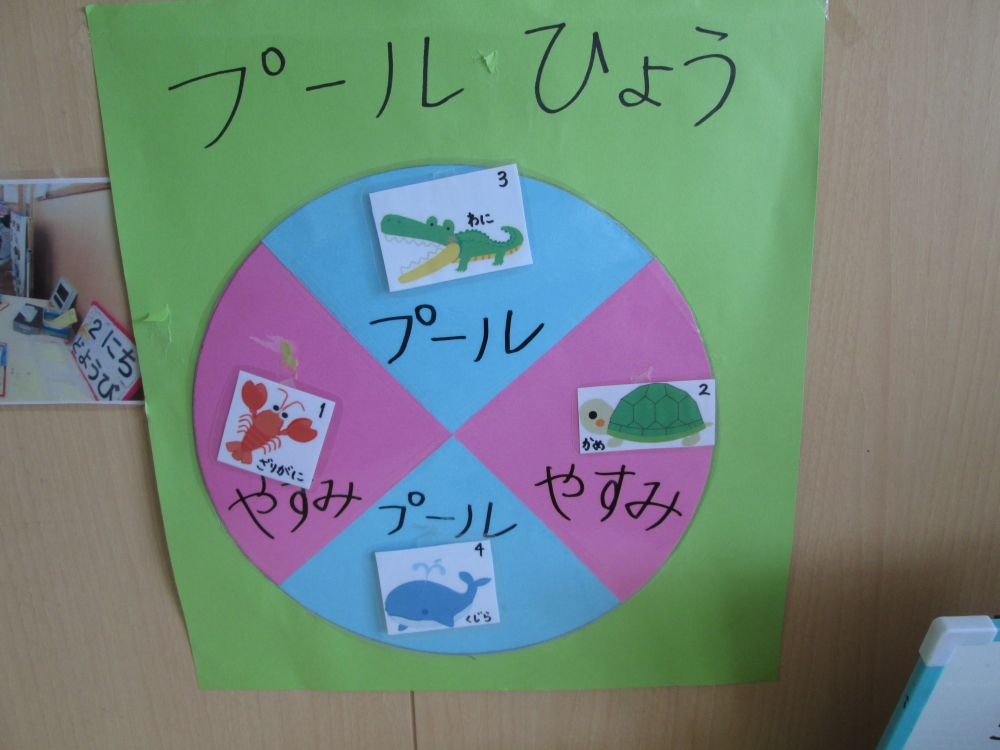 プール ひょう
3
わに
プール
1
ざりがに
やすみ
2
かめ
やすみ
プール
4
くじら
2にち
どようび